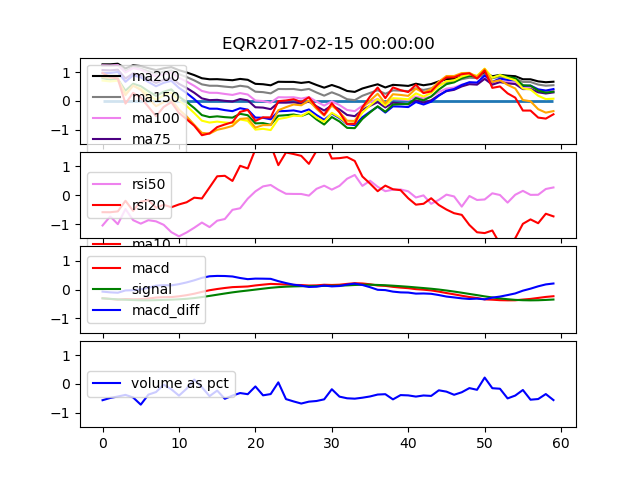 EQR2017-02-15 00:00:00
1
0
−1
ma200
ma150
ma100
ma75
1
0
−1
rsi50
rsi20
ma10
1
0
−1
macd
signal
macd_diff
1
0
−1
volume as pct
0 10 20 30 40 50 60